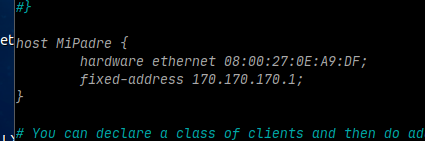 #}
host MiPadre {
hardware ethernet 08:00:27:0E:A9:DF;
fixed-address 170.170.170.1;
}
# You can declare a class of clients and then do ad
et